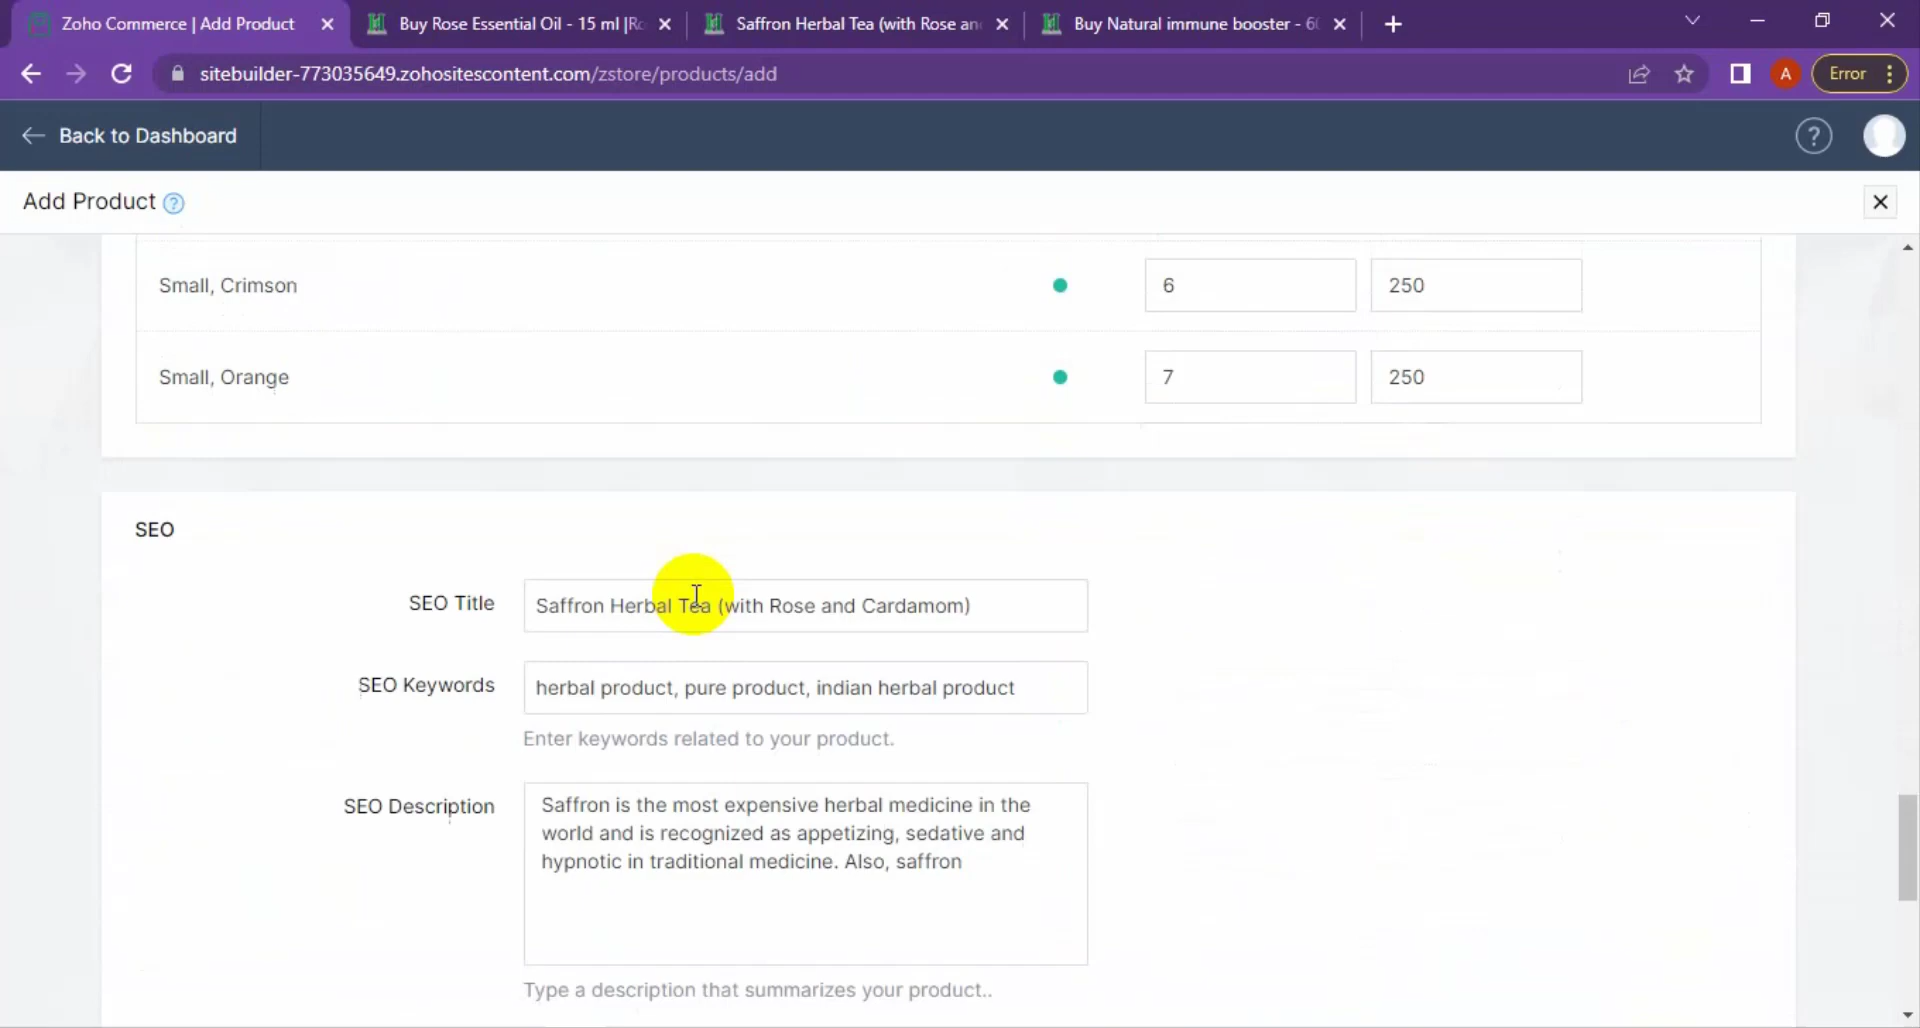 Zoho Commerce | Add Product
Buy Rose Essential Oil - 15 ml |Ro
Saffron Herbal Tea (with Rose an
Buy Natural immune booster - 60
sitebuilder-773035649.zohositescontent.com/zstore/products/add
A
Error
Back to Dashboard
?
Add Product ?
Small, Crimson
6
250
Small, Orange
7
250
SEO
SEO Title
Saffron Herbal Tea (with Rose and Cardamom)
SEO Keywords
herbal product, pure product, indian herbal product
Enter keywords related to your product.
SEO Description
Saffron is the most expensive herbal medicine in the
world and is recognized as appetizing, sedative and
hypnotic in traditional medicine. Also, saffron
Type a description that summarizes your product..